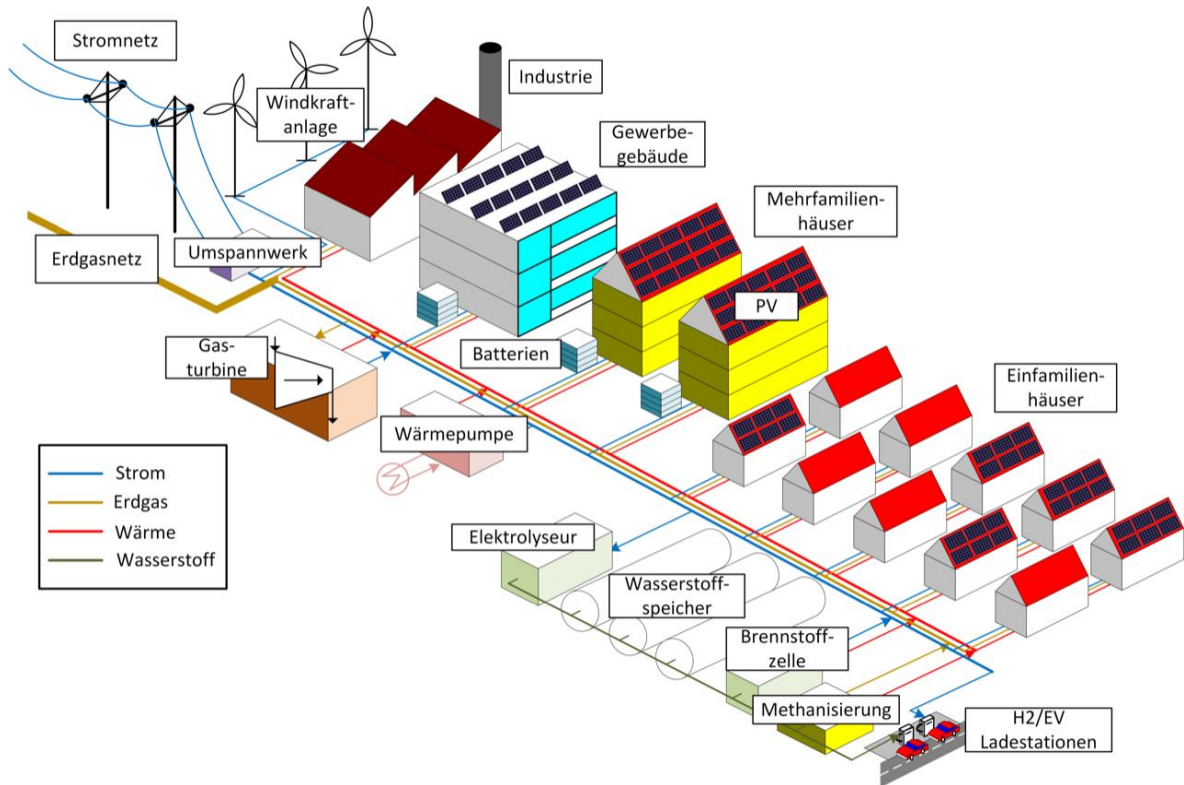 Stromnetz
Industrie
Windkraft-
anlage
Gewerbe-
gebäude
Mehrfamilien-
häuser
Erdgasnetz
Umspannwerk
PV
Gas-
turbine
Batterien
Einfamilien-
häuser
Wärmepumpe
Strom
Erdgas
Wärme
Wasserstoff
Elektrolyseur
Wasserstoff-
speicher
Brennstoff-
zelle
Methanisierung
H2/EV
Ladestationen